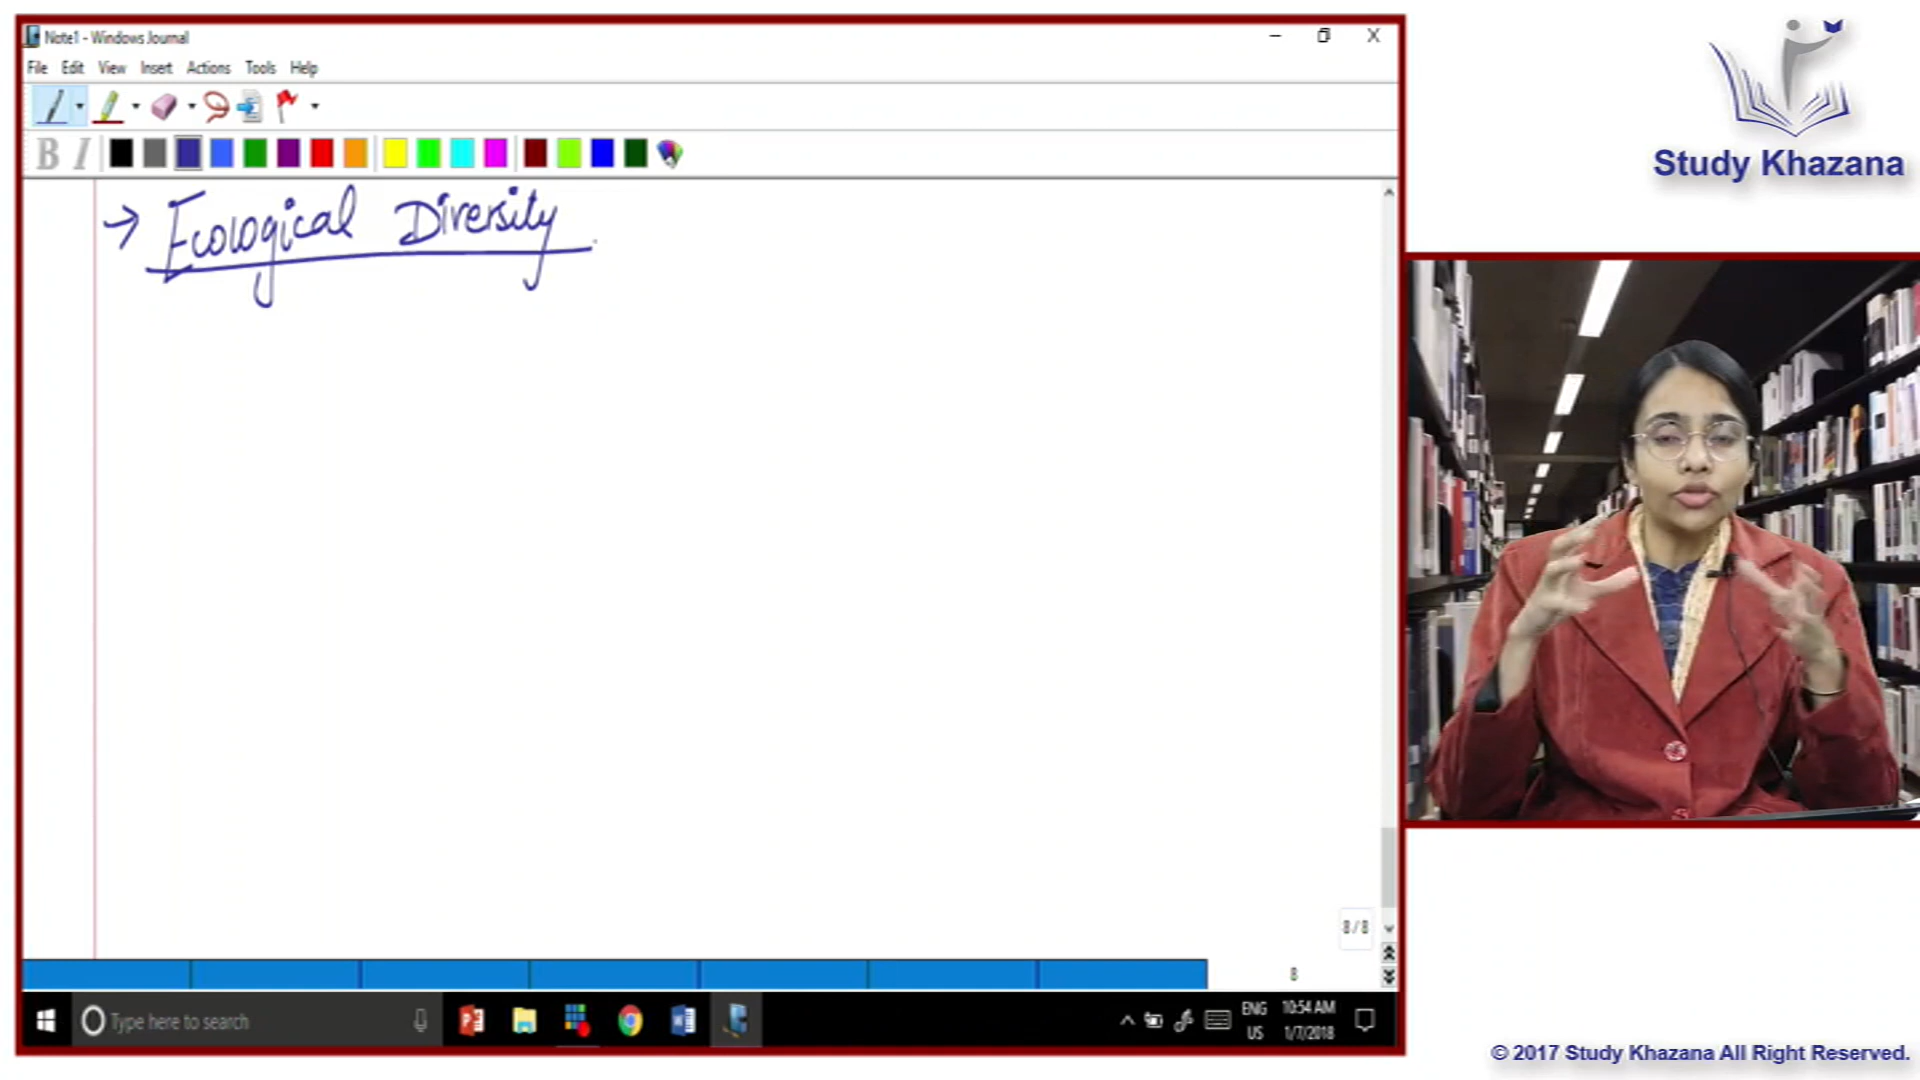 Note1 - Windows Journal
File Edit View Insert Actions Tools Help
B I
→ Ecological Diversity
8 / 8
8
Type here to search
ENG
US
10:54 AM
1/7/2018
Study Khazana
© 2017 Study Khazana All Right Reserved.